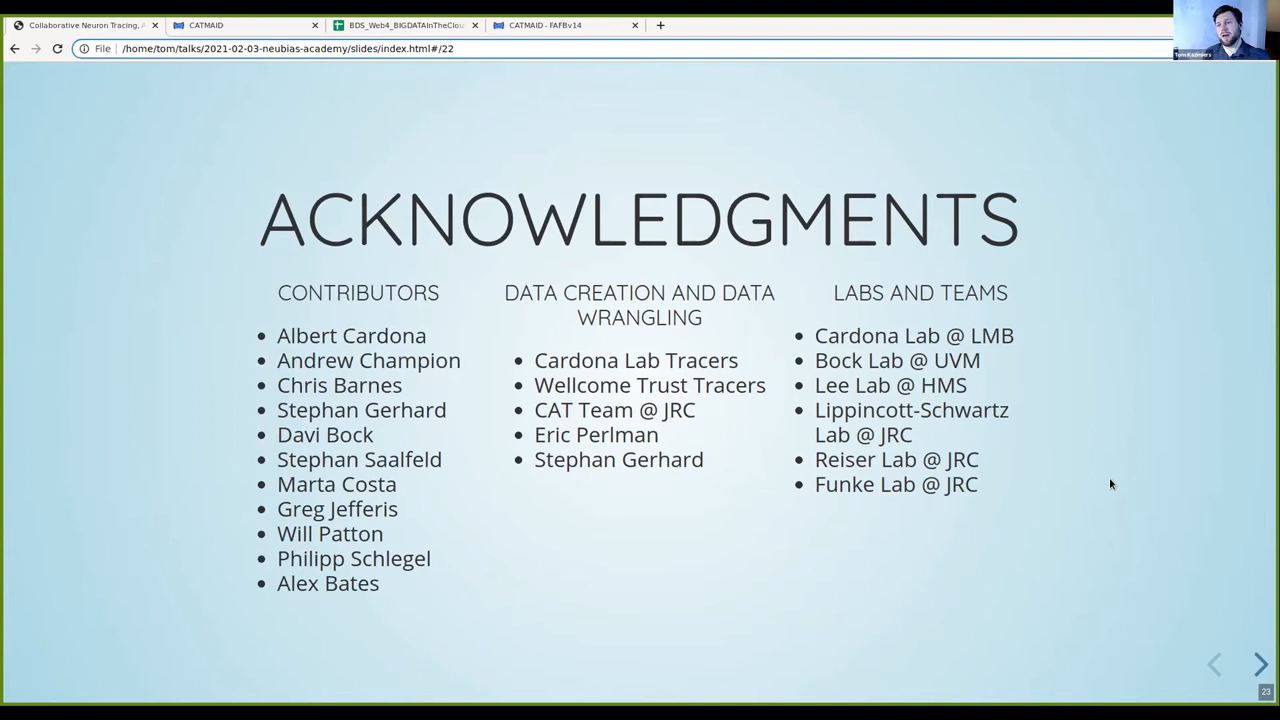 Collaborative Neuron Tracing, A
CATMAID
BDS_Web4_BIGDATAInTheClou
CATMAID - FAFBv14
File
/home/tom/talks/2021-02-03-neubias-academy/slides/index.html#/22
Tom Kazimiers
ACKNOWLEDGMENTS
CONTRIBUTORS
Albert Cardona
Andrew Champion
Chris Barnes
Stephan Gerhard
Davi Bock
Stephan Saalfeld
Marta Costa
Greg Jefferis
Will Patton
Philipp Schlegel
Alex Bates
DATA CREATION AND DATA
WRANGLING
Cardona Lab Tracers
Wellcome Trust Tracers
CAT Team @ JRC
Eric Perlman
Stephan Gerhard
LABS AND TEAMS
Cardona Lab @ LMB
Bock Lab @ UVM
Lee Lab @ HMS
Lippincott-Schwartz
Lab @ JRC
Reiser Lab @ JRC
Funke Lab @ JRC
23